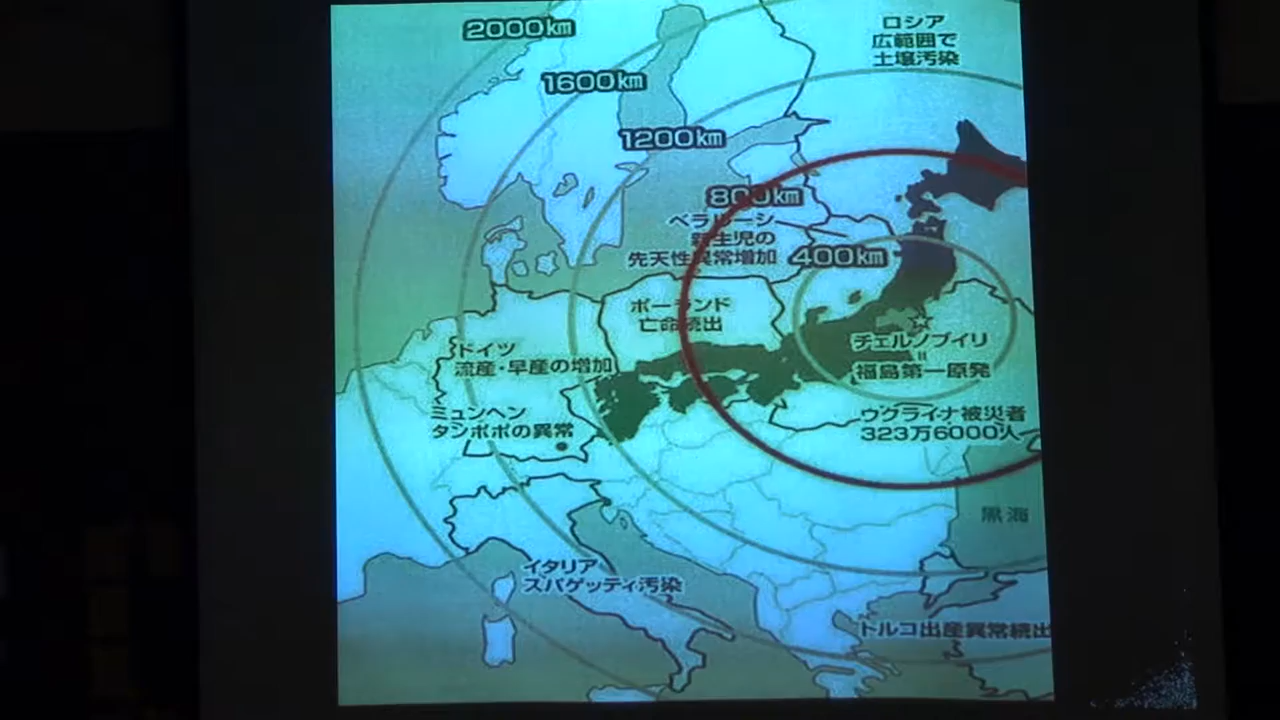 2000km
ロシア
広範囲で
土壌汚染
1600km
1200km
800km
ベラルーシ
新生児の
先天性異常増加
400km
ポーランド
亡命続出
チェルノブイリ
॥
福島第一原発
ドイツ
流産・早産の増加
ミュンヘン
タンポポの異常
ウクライナ被災者
323万6000人
黒海
イタリア
スパゲッティ汚染
トルコ出産異常続出